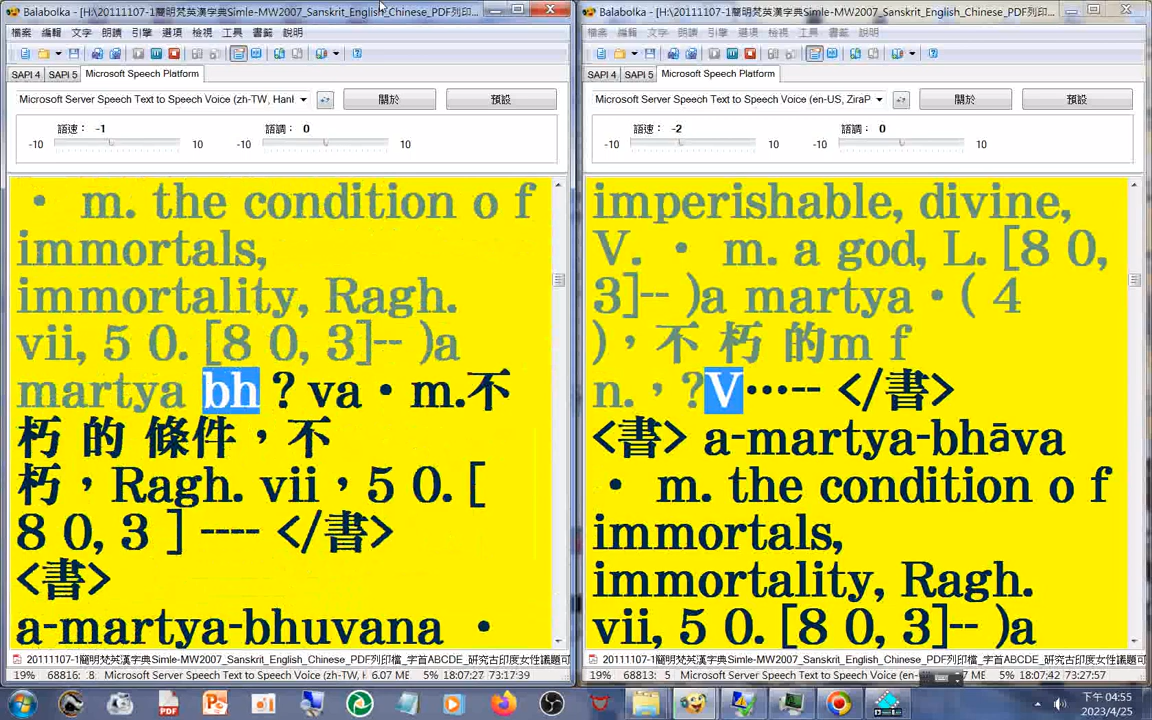 Balabolka - [H:\20111107-1簡明梵英漢字典Simle-MW2007_Sanskrit_English_Chinese_PDF列印...
檔案 編輯 文字 朗讀 引擎 選項 檢視 工具 書籤 說明
SAPI 4 SAPI 5 Microsoft Speech Platform
Microsoft Server Speech Text to Speech Voice (zh-TW, HanI
關於 預設
語速： -1 語調： 0
-10 10 -10 10
• m. the condition o f
immortals,
immortality, Ragh.
vii, 5 0. [8 0, 3]-- )a
martya bh ? va • m.不
朽 的 條件，不
朽，Ragh. vii，5 0. [
8 0, 3 ] ---- </書>
<書>
a-martya-bhuvana •
20111107-1簡明梵英漢字典Simle-MW2007_Sanskrit_English_Chinese_PDF列印檔_字首ABCDE_研究古印度女性議題可
19% 68816: :8 Microsoft Server Speech Text to Speech Voice (zh-TW, H 6.07 ME 5% 18:07:27 73:17:39
Balabolka - [H:\20111107-1簡明梵英漢字典Simle-MW2007_Sanskrit_English_Chinese_PDF列印...
檔案 編輯 文字 朗讀 引擎 選項 檢視 工具 書籤 說明
SAPI 4 SAPI 5 Microsoft Speech Platform
Microsoft Server Speech Text to Speech Voice (en-US, ZiraP
關於 預設
語速： -2 語調： 0
-10 10 -10 10
imperishable, divine,
V. • m. a god, L. [8 0,
3]-- )a martya •( 4
)，不 朽 的m f
n.，?V…-- </書>
<書> a-martya-bhāva
• m. the condition o f
immortals,
immortality, Ragh.
vii, 5 0. [8 0, 3]-- )a
20111107-1簡明梵英漢字典Simle-MW2007_Sanskrit_English_Chinese_PDF列印檔_字首ABCDE_研究古印度女性議題可
19% 68813: 5 Microsoft Server Speech Text to Speech Voice (en-US, ME 5% 18:07:42 73:27:57
下午 04:55
2023/4/25